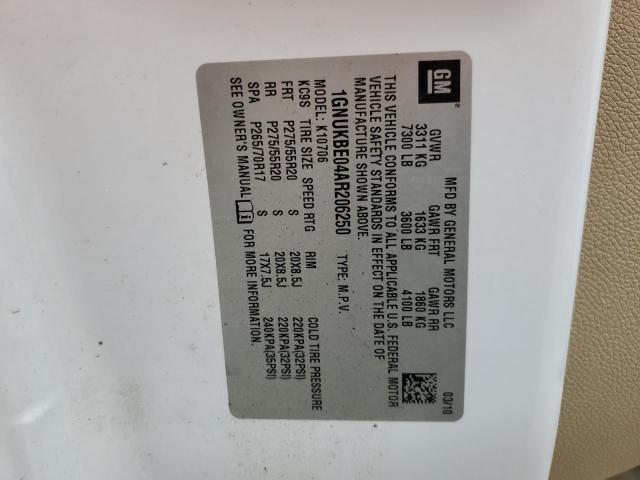 GM ®
MFD BY GENERAL MOTORS LLC 03/10
GVWR GAWR FRT GAWR RR
3311 KG 1633 KG 1860 KG
7300 LB 3600 LB 4100 LB
THIS VEHICLE CONFORMS TO ALL APPLICABLE U.S. FEDERAL MOTOR
VEHICLE SAFETY STANDARDS IN EFFECT ON THE DATE OF
MANUFACTURE SHOWN ABOVE.
1GNUKBE04AR206250 TYPE: M.P.V.
MODEL: K10706
KC9S TIRE SIZE SPEED RTG RIM COLD TIRE PRESSURE
FRT P275/55R20 S 20X8.5J 220KPA(32PSI)
RR P275/55R20 S 20X8.5J 220KPA(32PSI)
SPA P265/70R17 S 17X7.5J 240KPA(35PSI)
SEE OWNER'S MANUAL FOR MORE INFORMATION.